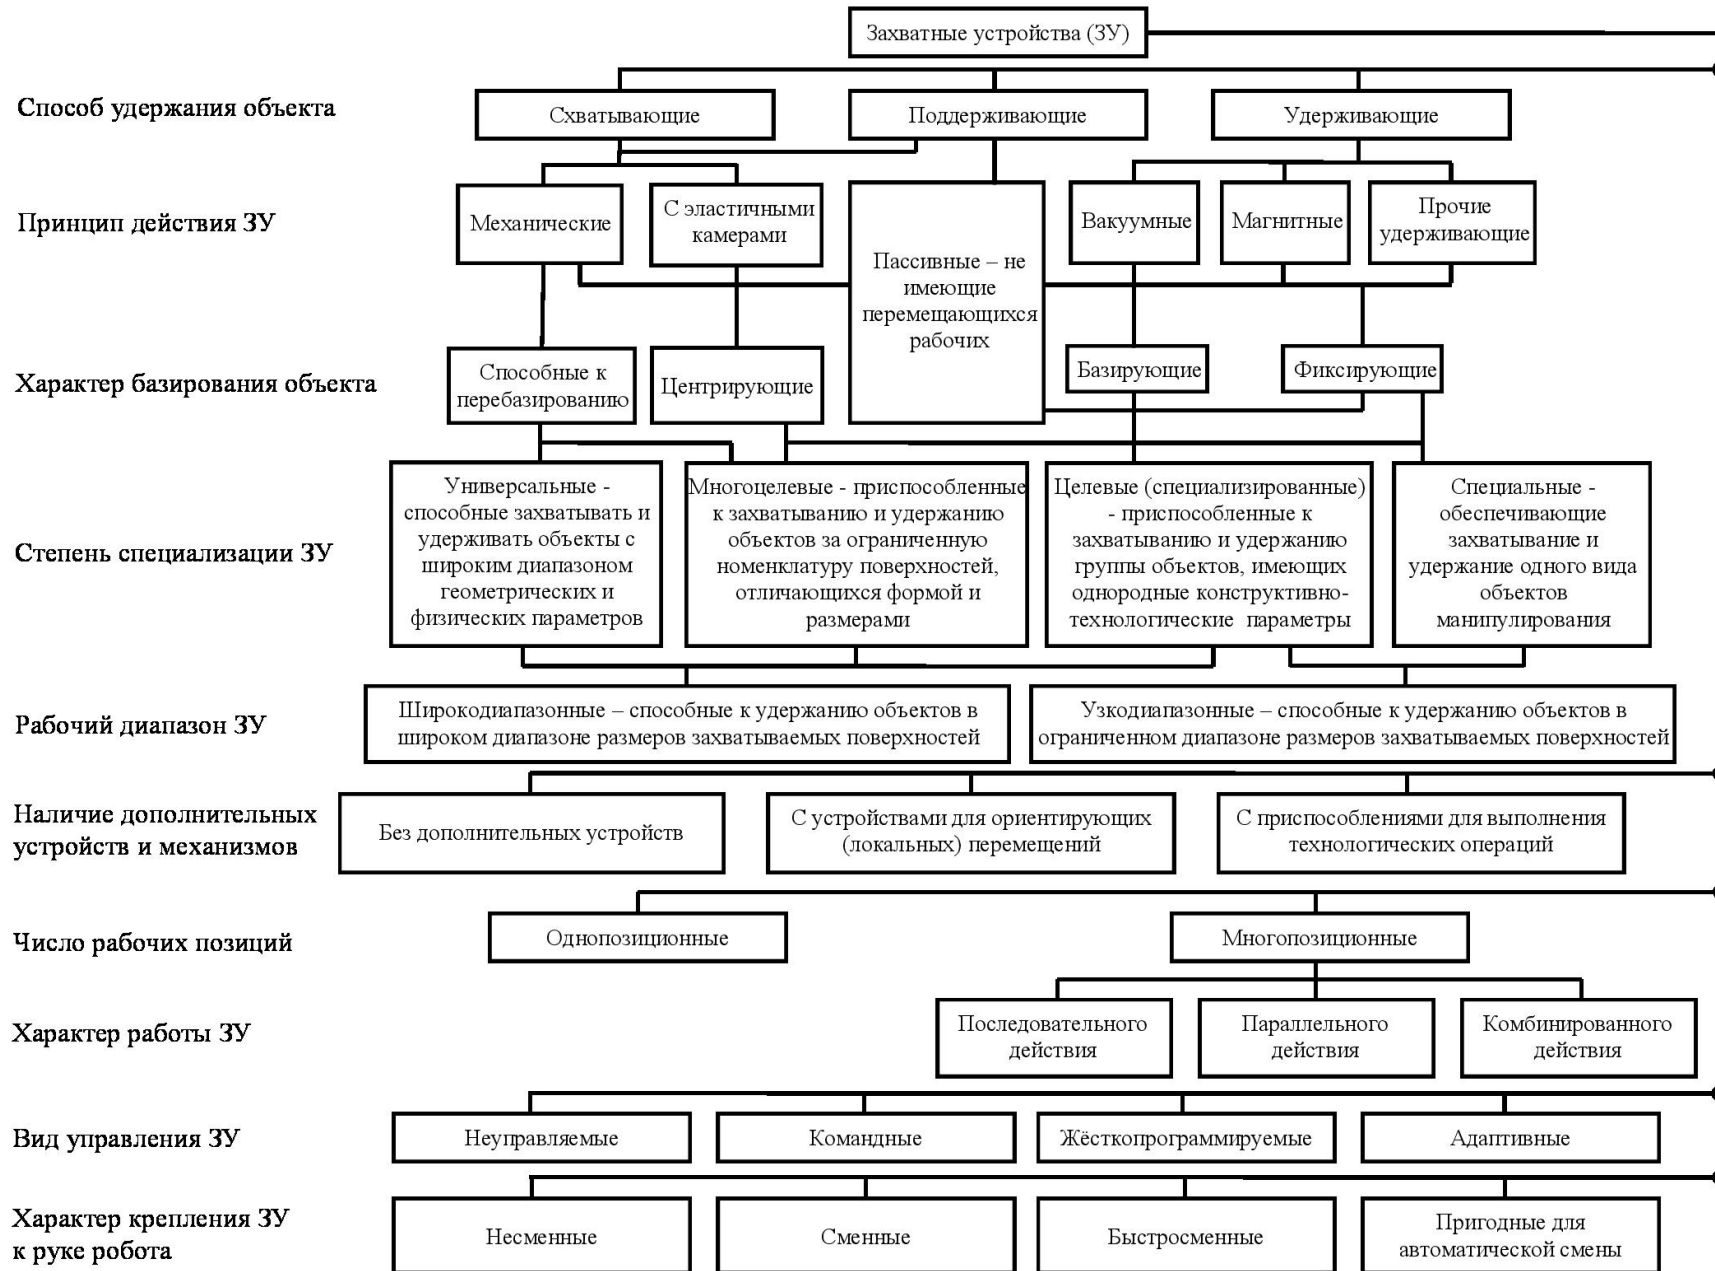 Захватные устройства (ЗУ)
Способ удержания объекта
Схватывающие
Поддерживающие
Удерживающие
Принцип действия ЗУ
Механические
С эластичными
камерами
Пассивные – не
имеющие
перемещающихся
рабочих
Вакуумные
Магнитные
Прочие
удерживающие
Характер базирования объекта
Способные к
перебазированию
Центрирующие
Базирующие
Фиксирующие
Степень специализации ЗУ
Универсальные -
способные захватывать и
удерживать объекты с
широким диапазоном
геометрических и
физических параметров
Многоцелевые - приспособленные
к захватыванию и удержанию
объектов за ограниченную
номенклатуру поверхностей,
отличающихся формой и
размерами
Целевые (специализированные)
- приспособленные к
захватыванию и удержанию
группы объектов, имеющих
однородные конструктивно-
технологические параметры
Специальные -
обеспечивающие
захватывание и
удержание одного вида
объектов
манипулирования
Рабочий диапазон ЗУ
Широкодиапазонные – способные к удержанию объектов в
широком диапазоне размеров захватываемых поверхностей
Узкодиапазонные – способные к удержанию объектов в
ограниченном диапазоне размеров захватываемых поверхностей
Наличие дополнительных
устройств и механизмов
Без дополнительных устройств
С устройствами для ориентирующих
(локальных) перемещений
С приспособлениями для выполнения
технологических операций
Число рабочих позиций
Однопозиционные
Многопозиционные
Характер работы ЗУ
Последовательного
действия
Параллельного
действия
Комбинированного
действия
Вид управления ЗУ
Неуправляемые
Командные
Жёсткопрограммируемые
Адаптивные
Характер крепления ЗУ
к руке робота
Несменные
Сменные
Быстросменные
Пригодные для
автоматической смены